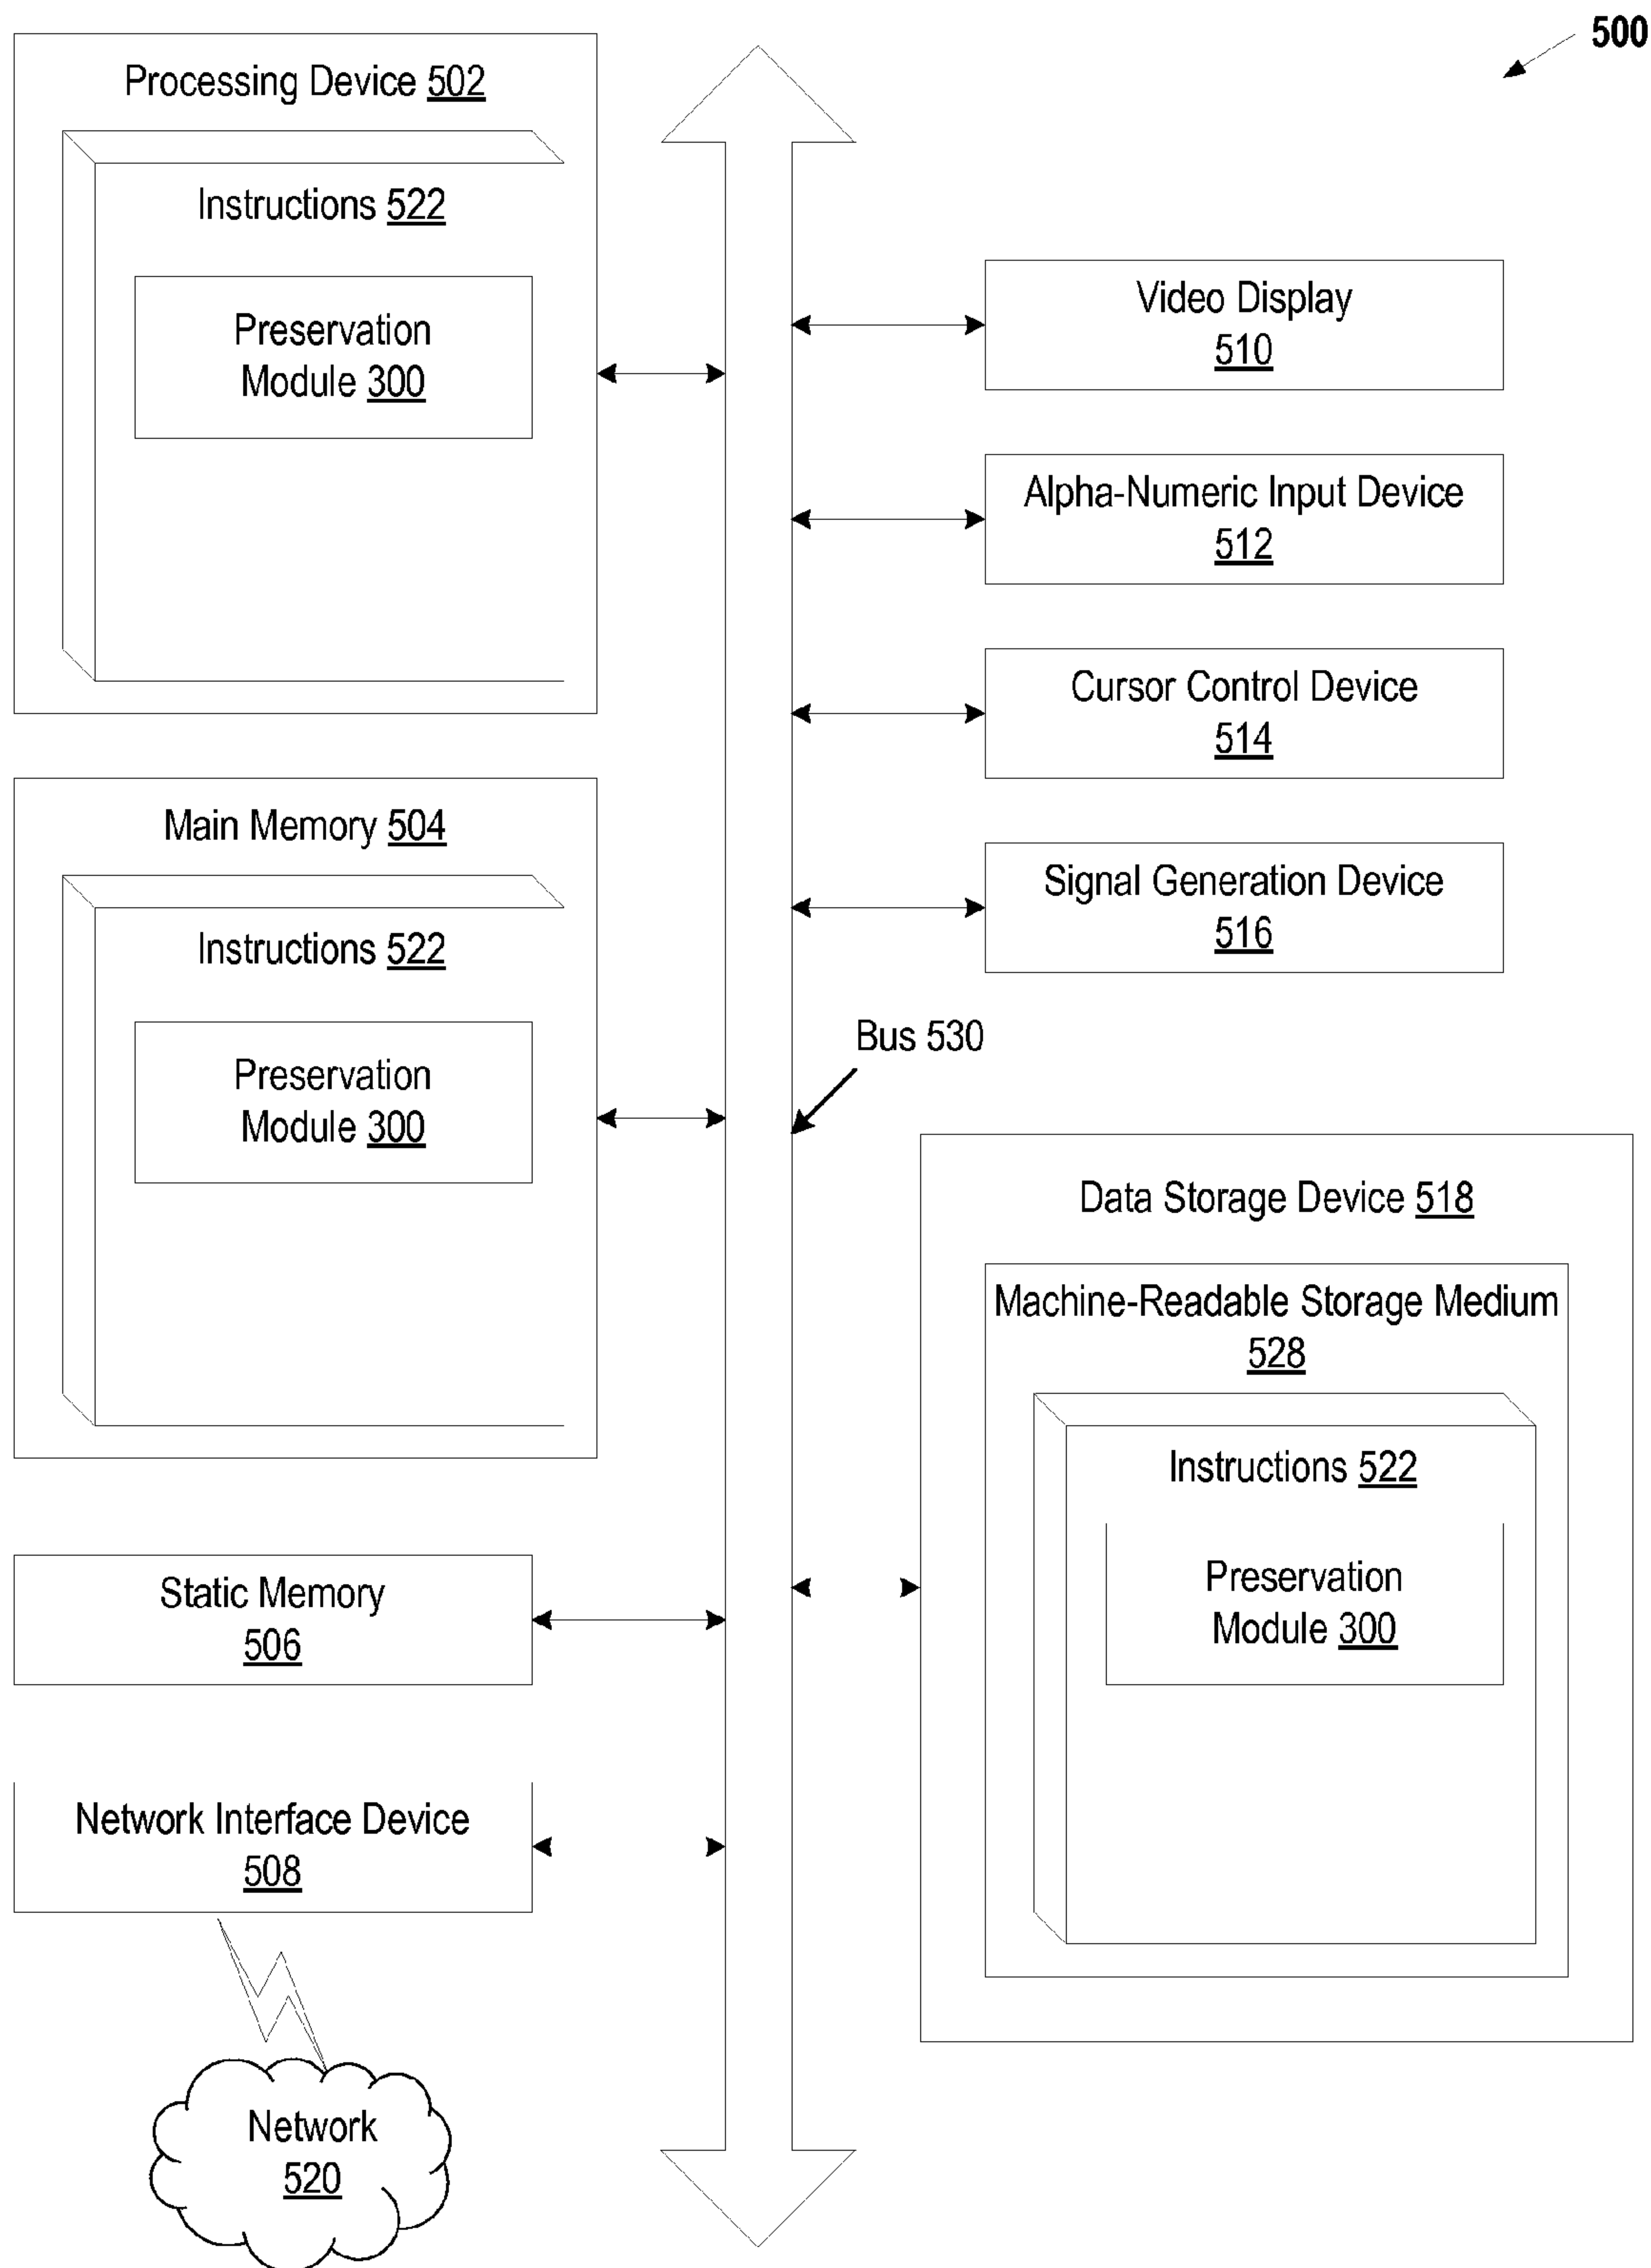 500
Processing Device 502
Instructions 522
Preservation
Module 300
Main Memory 504
Instructions 522
Preservation
Module 300
Static Memory
506
Network Interface Device
508
Network
520
Video Display
510
Alpha-Numeric Input Device
512
Cursor Control Device
514
Signal Generation Device
516
Bus 530
Data Storage Device 518
Machine-Readable Storage Medium
528
Instructions 522
Preservation
Module 300